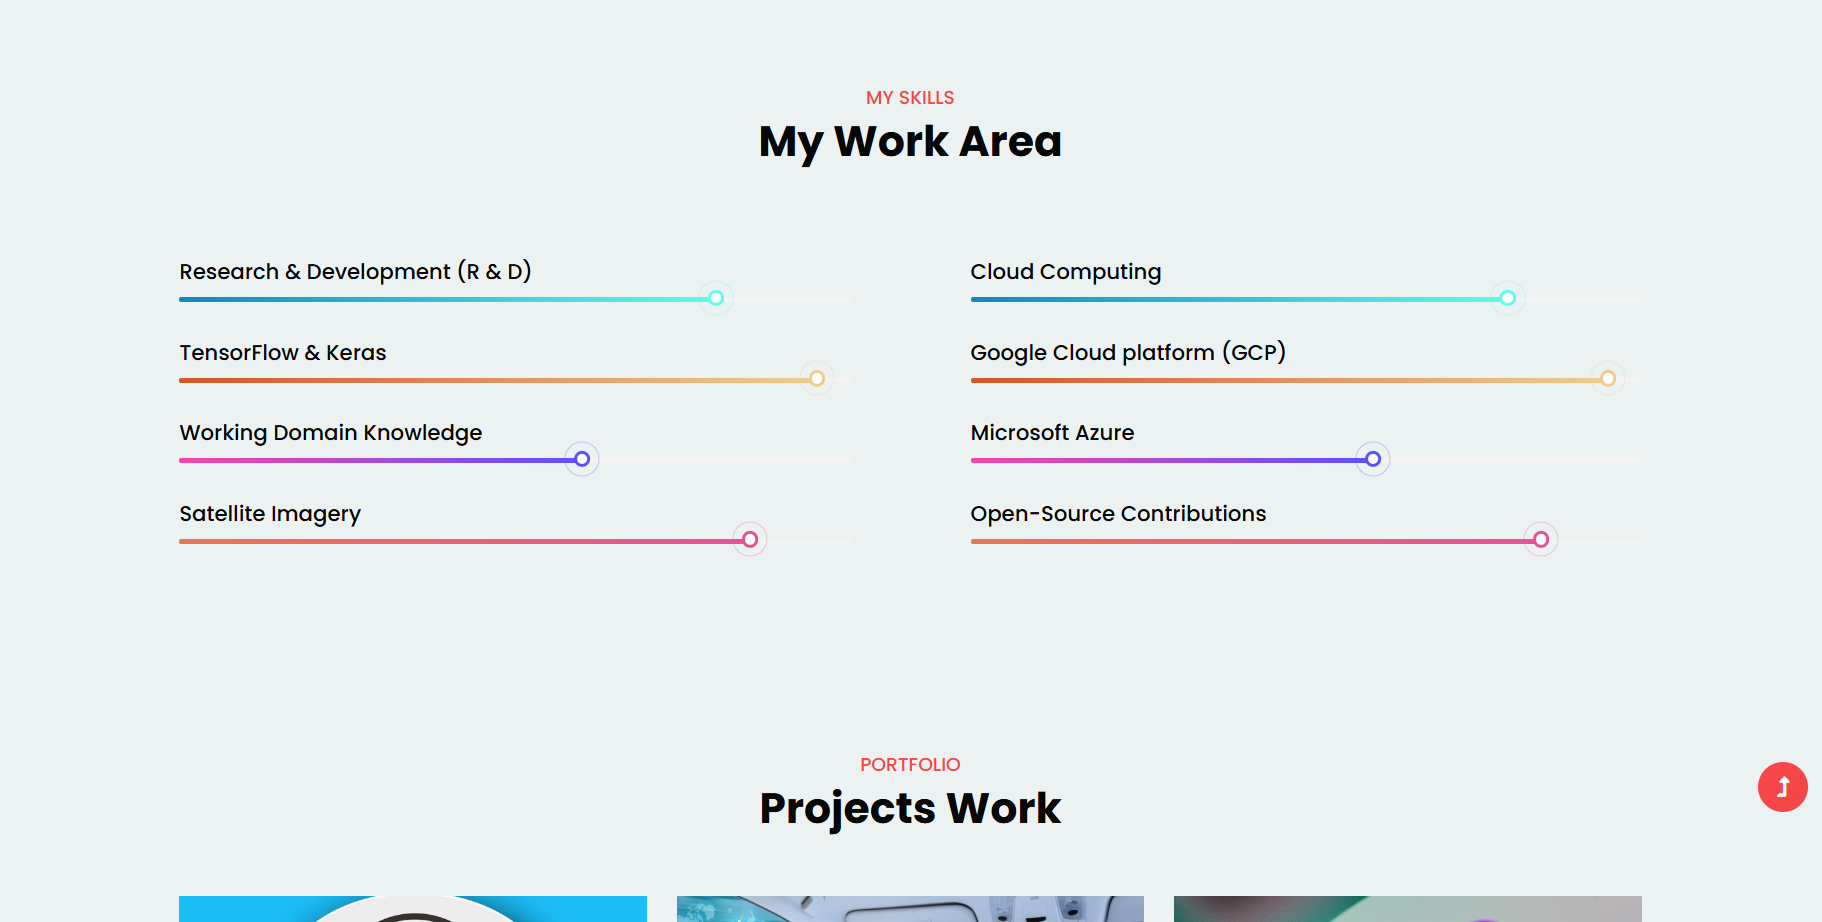 MY SKILLS
My Work Area
Research & Development (R & D)
Cloud Computing
TensorFlow & Keras
Google Cloud platform (GCP)
Working Domain Knowledge
Microsoft Azure
Satellite Imagery
Open-Source Contributions
PORTFOLIO
Projects Work